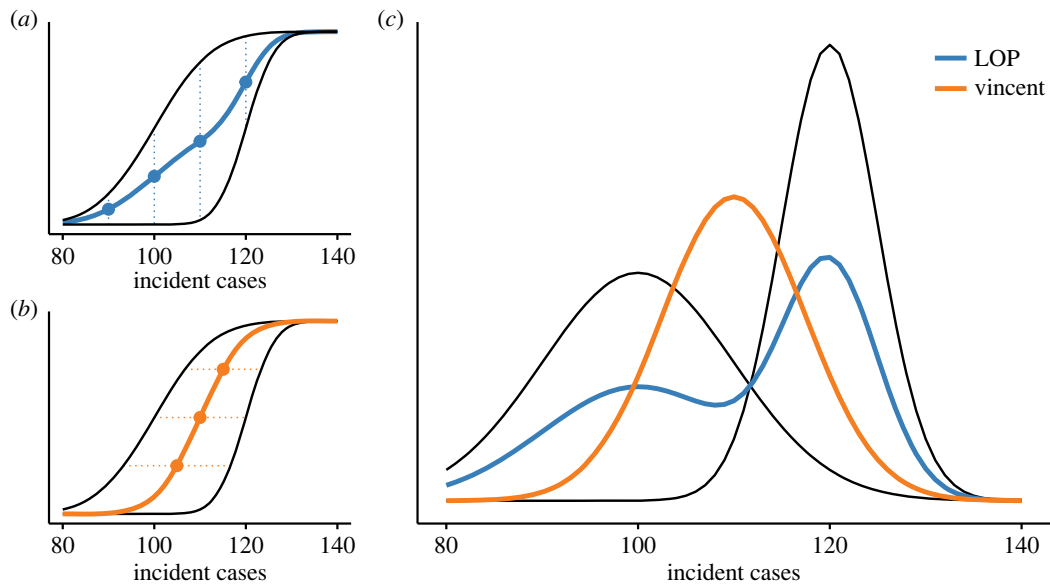 (a)
80 100 120 140
incident cases
(b)
80 100 120 140
incident cases
(c)
LOP
vincent
80 100 120 140
incident cases